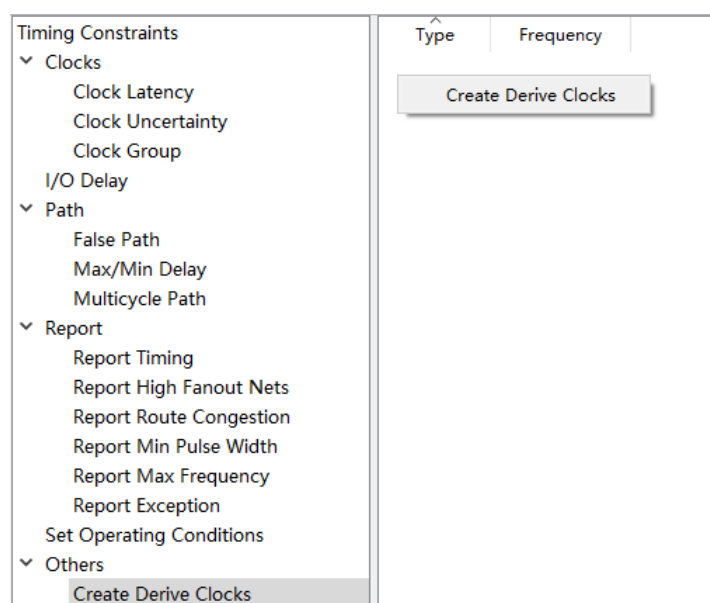 Timing Constraints
Clocks
Clock Latency
Clock Uncertainty
Clock Group
I/O Delay
Path
False Path
Max/Min Delay
Multicycle Path
Report
Report Timing
Report High Fanout Nets
Report Route Congestion
Report Min Pulse Width
Report Max Frequency
Report Exception
Set Operating Conditions
Others
Create Derive Clocks
Type Frequency
Create Derive Clocks